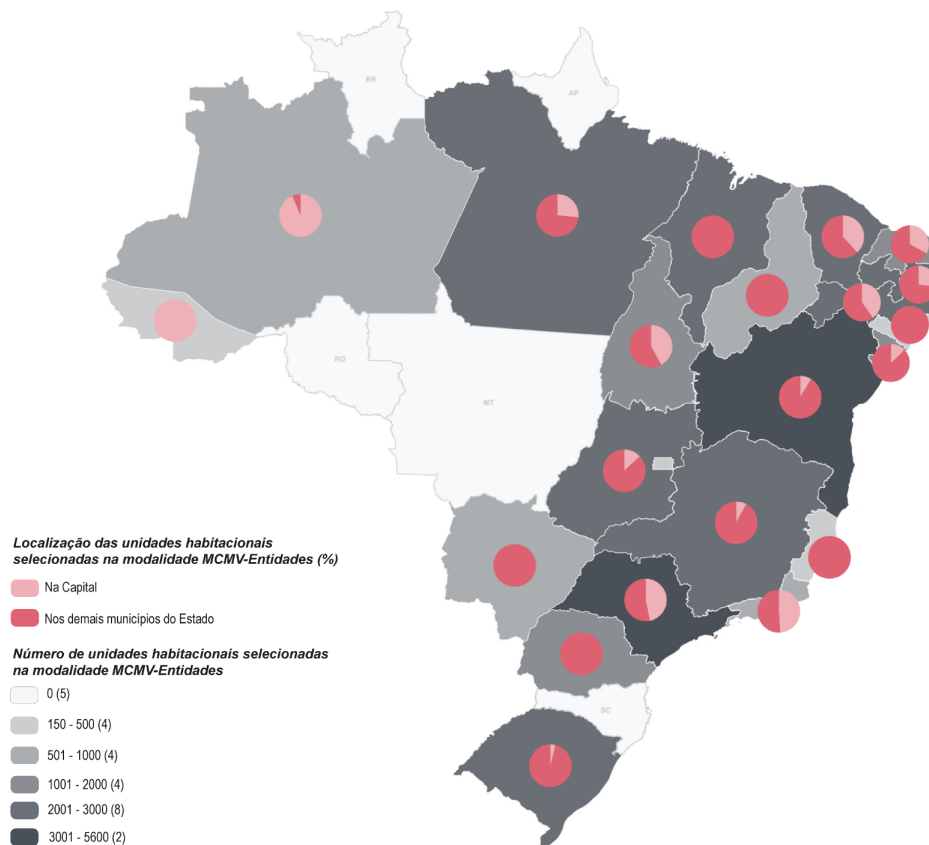 RR
AP
RO
MT
SC
Localização das unidades habitacionais
selecionadas na modalidade MCMV-Entidades (%)
Na Capital
Nos demais municípios do Estado
Número de unidades habitacionais selecionadas
na modalidade MCMV-Entidades
0 (5)
150 - 500 (4)
501 - 1000 (4)
1001 - 2000 (4)
2001 - 3000 (8)
3001 - 5600 (2)